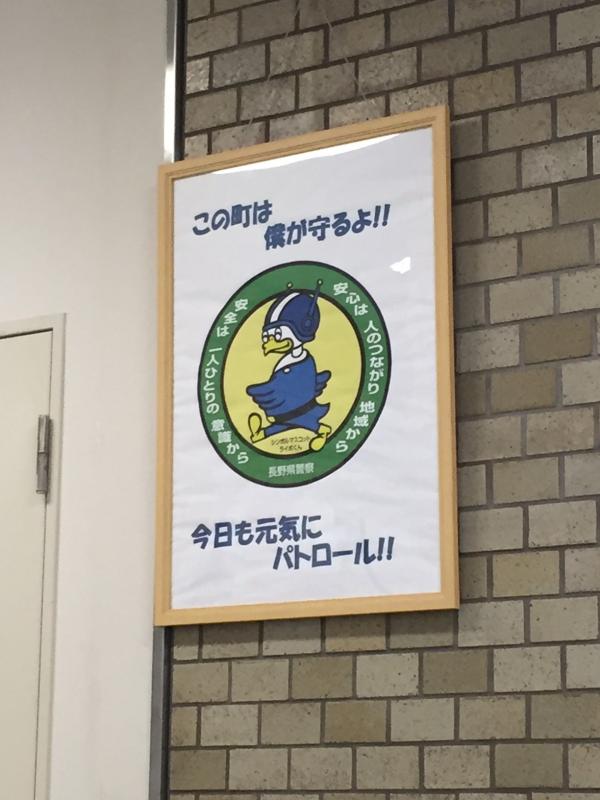 この町は
僕が守るよ!!
安全は 一人ひとりの 意識から
安心は 人のつながり 地域から
シンボルマスコット
ライポくん
長野県警察
今日も元気に
パトロール!!